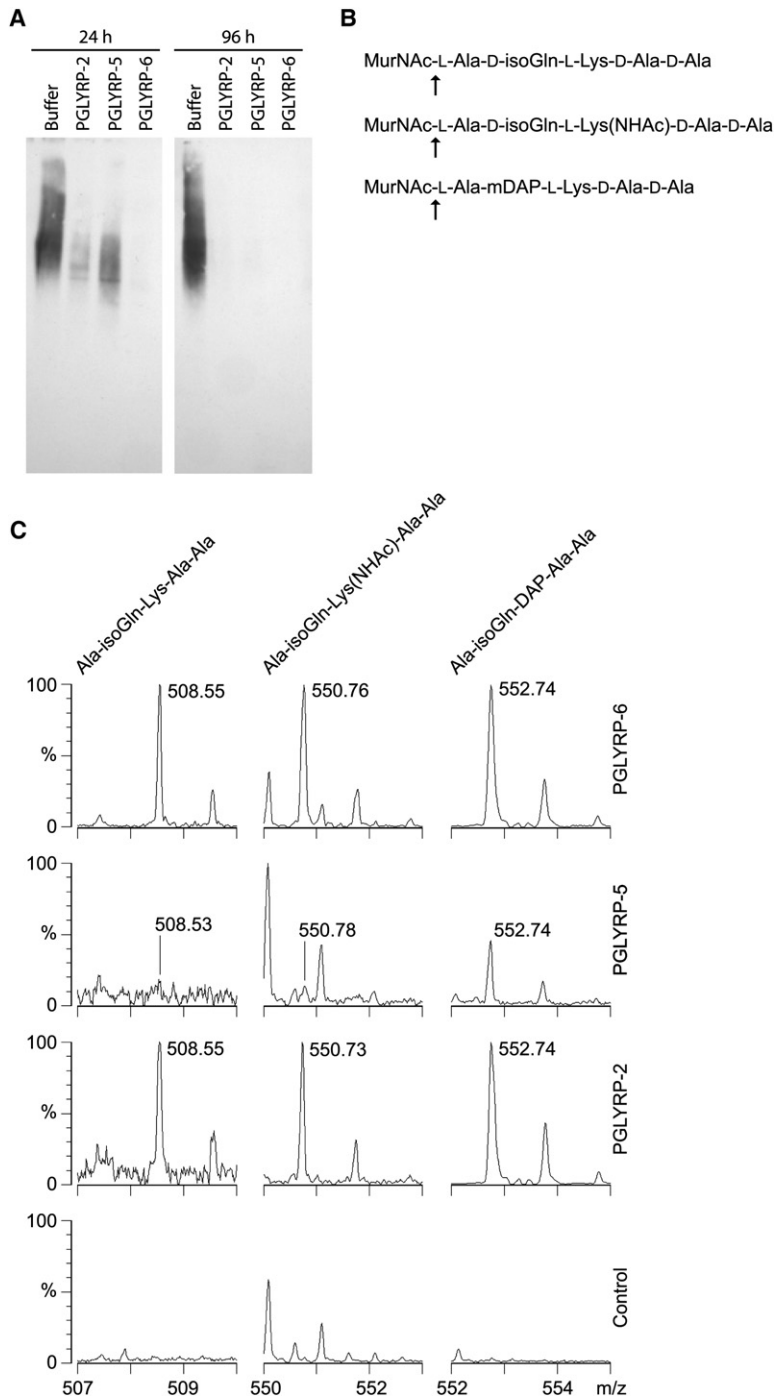 A
24 h
96 h
Buffer
PGLYRP-2
PGLYRP-5
PGLYRP-6
Buffer
PGLYRP-2
PGLYRP-5
PGLYRP-6
B
MurNAc-L-Ala-D-isoGln-L-Lys-D-Ala-D-Ala
MurNAc-L-Ala-D-isoGln-L-Lys(NHAc)-D-Ala-D-Ala
MurNAc-L-Ala-mDAP-L-Lys-D-Ala-D-Ala
C
Ala-isoGln-Lys-Ala-Ala
Ala-isoGln-Lys(NHAc)-Ala-Ala
Ala-isoGln-DAP-Ala-Ala
100
%
0
508.55
550.76
552.74
PGLYRP-6
100
%
0
508.53
550.78
552.74
PGLYRP-5
100
%
0
508.55
550.73
552.74
PGLYRP-2
100
%
0
Control
507
509
550
552
552
554
m/z